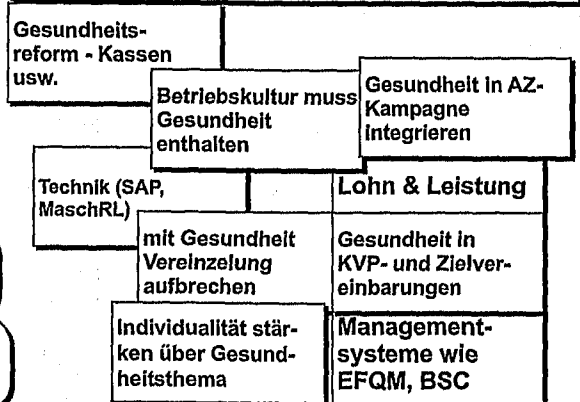 Gesundheits-
reform - Kassen
usw.
Betriebskultur muss
Gesundheit
enthalten
Gesundheit in AZ-
Kampagne
integrieren
Technik (SAP,
MaschRL)
Lohn & Leistung
mit Gesundheit
Vereinzelung
aufbrechen
Gesundheit in
KVP- und Zielver-
einbarungen
Individualität stär-
ken über Gesund-
heitsthema
Management-
systeme wie
EFQM, BSC